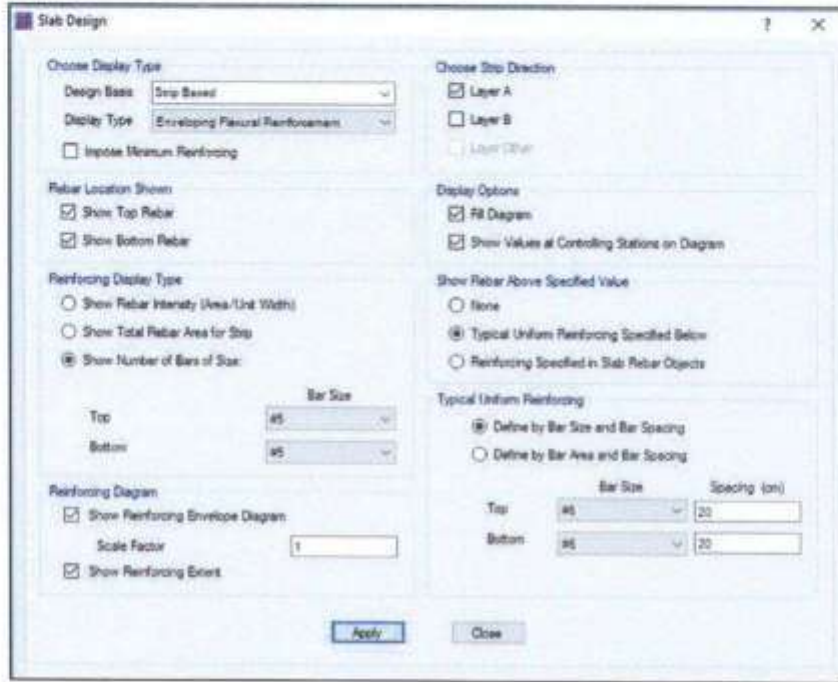 Slab Design
Choose Display Type
Design Basis Strip Based
Display Type Enveloping Flexural Reinforcement
Impose Minimum Reinforcing
Rebar Location Shown
Show Top Rebar
Show Bottom Rebar
Reinforcing Display Type
Show Rebar Intensity (Area/Unit Width)
Show Total Rebar Area for Strip
Show Number of Bars of Size:
Bar Size
Top #5
Bottom #5
Reinforcing Diagram
Show Reinforcing Envelope Diagram
Scale Factor 1
Show Reinforcing Extent
Choose Strip Direction
Layer A
Layer B
Layer Other
Display Options
Fill Diagram
Show Values at Controlling Stations on Diagram
Show Rebar Above Specified Value
None
Typical Uniform Reinforcing Specified Below
Reinforcing Specified in Slab Rebar Objects
Typical Uniform Reinforcing
Define by Bar Size and Bar Spacing
Define by Bar Area and Bar Spacing
Bar Size Spacing (cm)
Top 20
Bottom 20
Apply Close